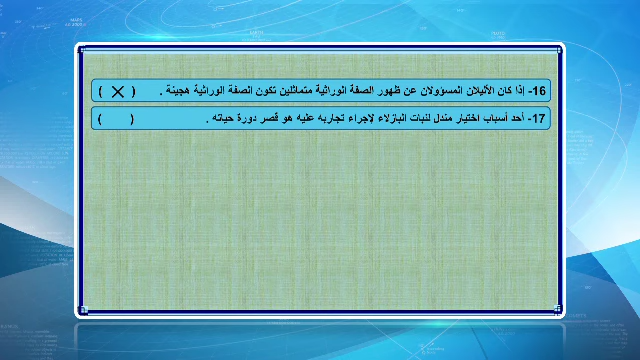 16- إذا كان الأليلان المسؤولان عن ظهور الصفة الوراثية متماثلين تكون الصفة الوراثية هجينة . ( × )
17- أحد أسباب اختيار مندل لنبات البازلاء لإجراء تجاربه عليه هو قصر دورة حياته . ( )